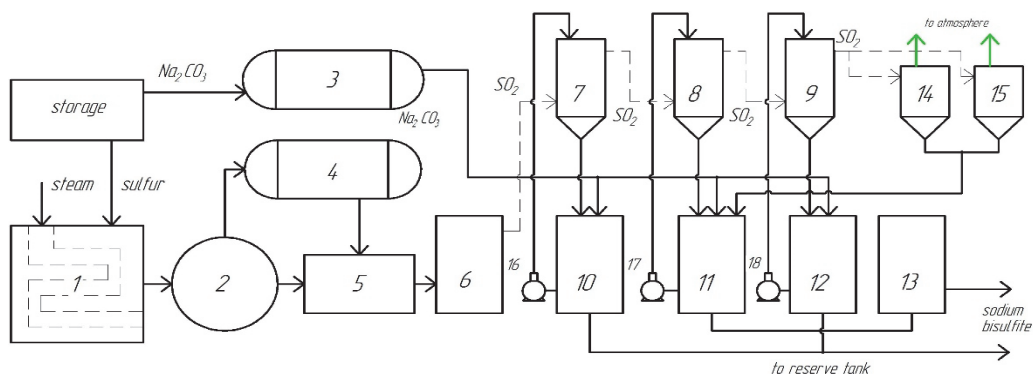 to atmosphere
SO₂
Na₂CO₃
3
7
8
9
14
15
storage
SO₂
Na₂CO₃
SO₂
SO₂
4
steam
sulfur
1
2
5
6
16
10
17
11
18
12
13
sodium
bisulfite
to reserve tank